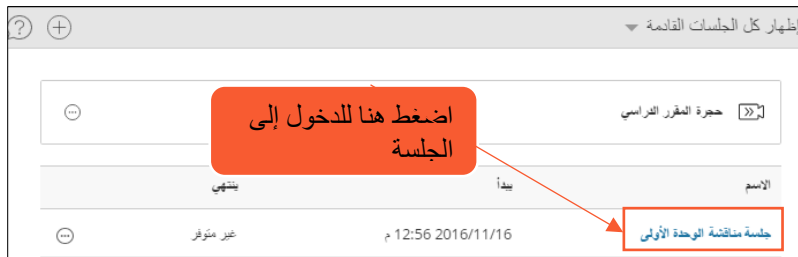 إظهار كل الجلسات القادمة
حجرة المقرر الدراسي
اضغط هنا للدخول إلى
الجلسة
الاسم يبدأ ينتهي
جلسة مناقشة الوحدة الأولى 2016/11/16 12:56 م غير متوفر